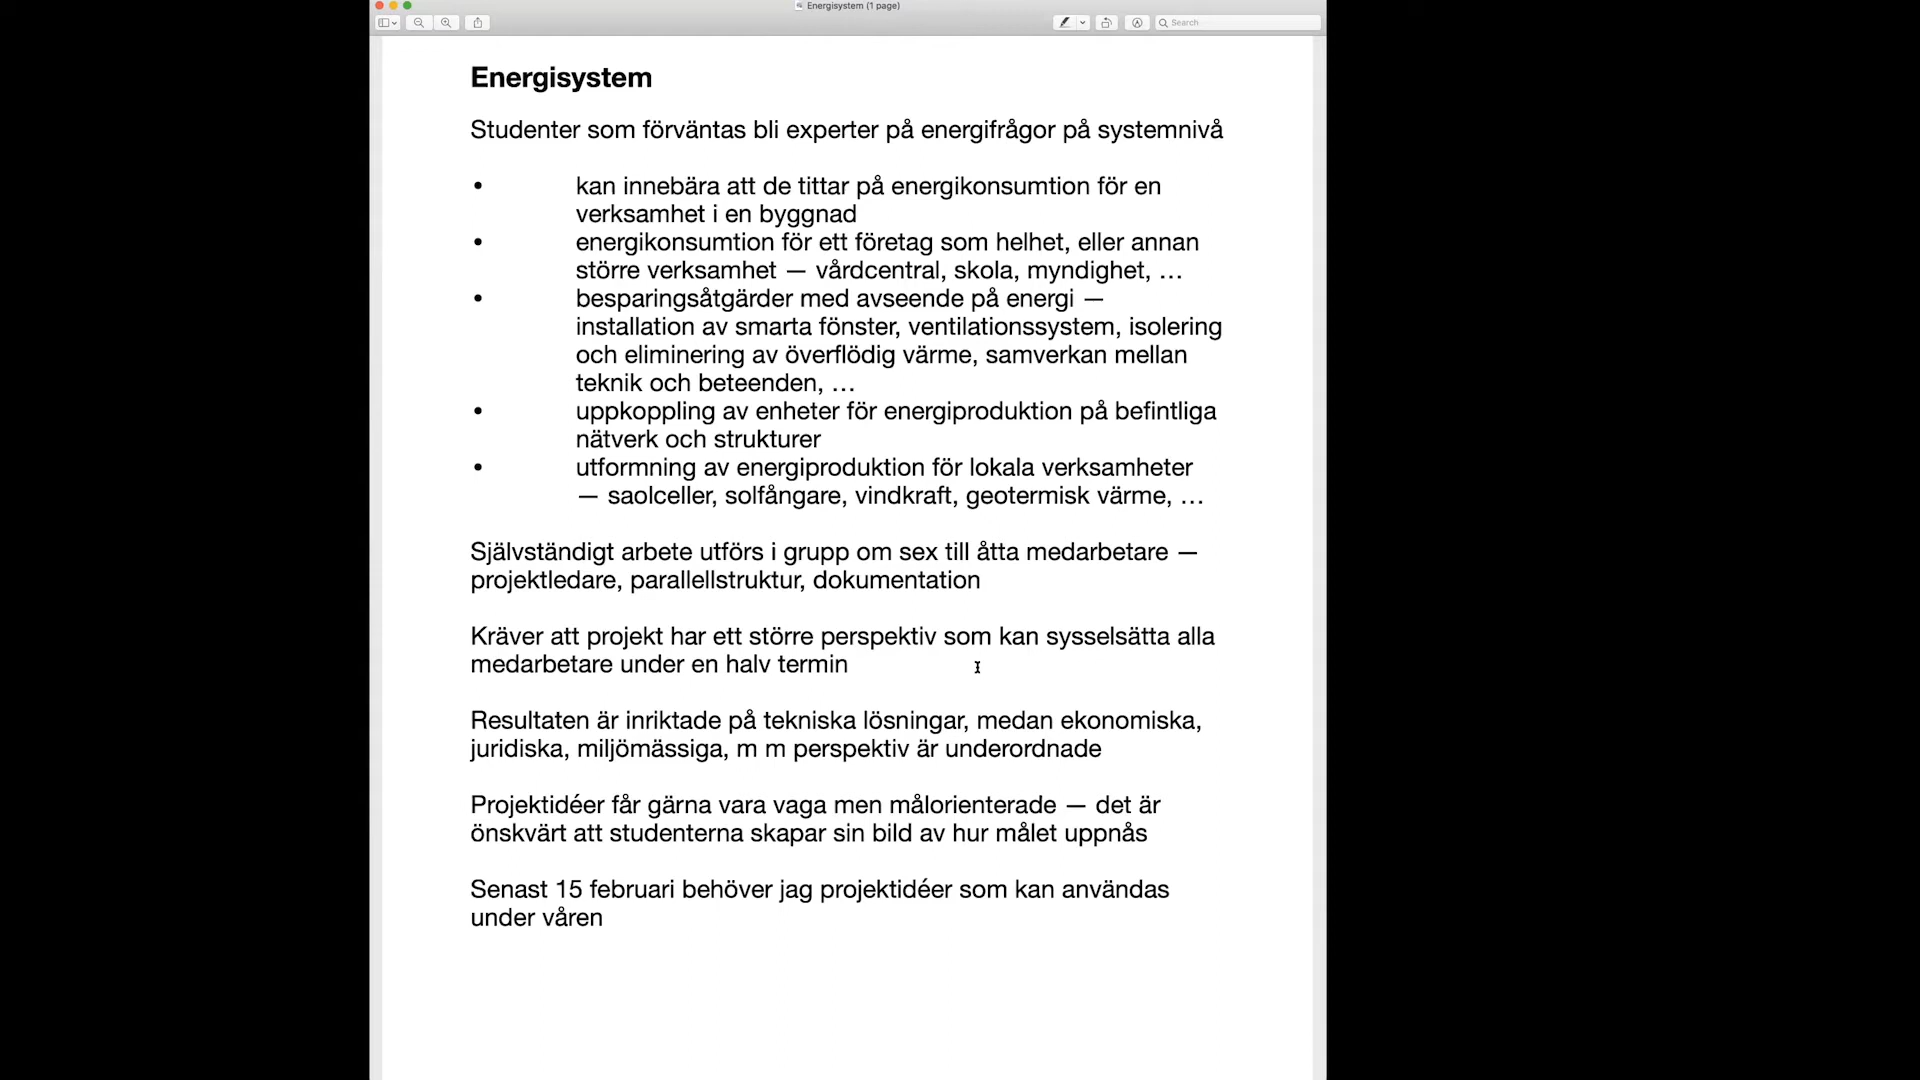 Energisystem (1 page)
Search
Energisystem
Studenter som förväntas bli experter på energifrågor på systemnivå
• kan innebära att de tittar på energikonsumtion för en
verksamhet i en byggnad
• energikonsumtion för ett företag som helhet, eller annan
större verksamhet — vårdcentral, skola, myndighet, …
• besparingsåtgärder med avseende på energi —
installation av smarta fönster, ventilationssystem, isolering
och eliminering av överflödig värme, samverkan mellan
teknik och beteenden, …
• uppkoppling av enheter för energiproduktion på befintliga
nätverk och strukturer
• utformning av energiproduktion för lokala verksamheter
— saolceller, solfångare, vindkraft, geotermisk värme, …
Självständigt arbete utförs i grupp om sex till åtta medarbetare —
projektledare, parallellstruktur, dokumentation
Kräver att projekt har ett större perspektiv som kan sysselsätta alla
medarbetare under en halv termin
Resultaten är inriktade på tekniska lösningar, medan ekonomiska,
juridiska, miljömässiga, m m perspektiv är underordnade
Projektidéer får gärna vara vaga men målorienterade — det är
önskvärt att studenterna skapar sin bild av hur målet uppnås
Senast 15 februari behöver jag projektidéer som kan användas
under våren